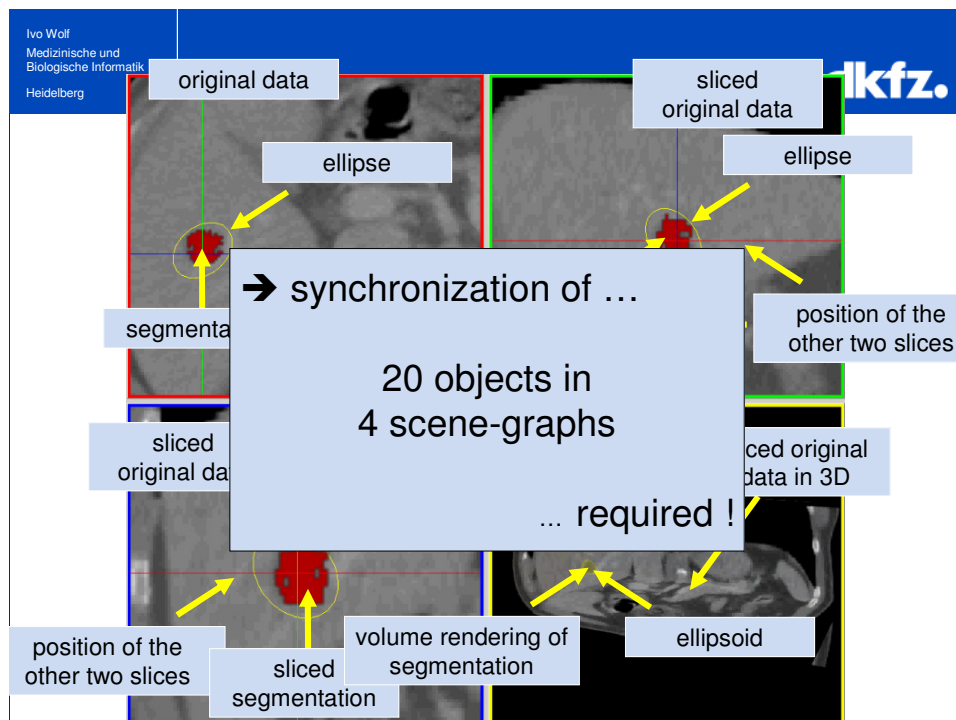 Ivo Wolf
Medizinische und
Biologische Informatik
Heidelberg
dkfz.
original data
sliced
original data
ellipse
ellipse
segmenta
position of the
other two slices
➔ synchronization of …
20 objects in
4 scene-graphs
… required !
sliced
original da
ced original
data in 3D
position of the
other two slices
sliced
segmentation
volume rendering of
segmentation
ellipsoid